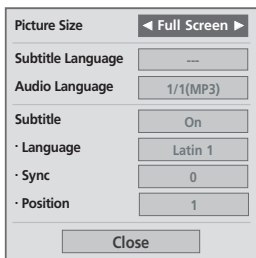 Picture Size ◄ Full Screen ►
Subtitle Language ---
Audio Language 1/1(MP3)
Subtitle On
· Language Latin 1
· Sync 0
· Position 1
Close